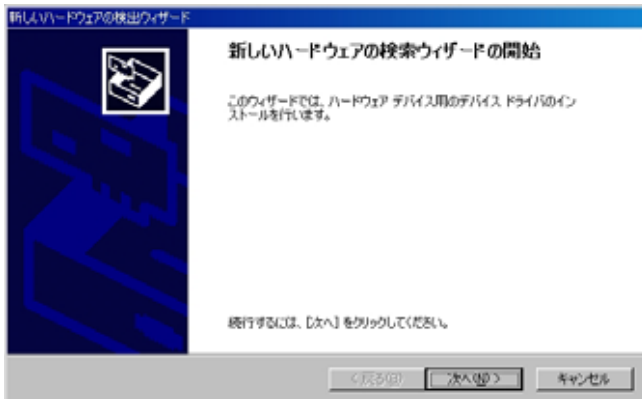 新しいハードウェアの検出ウィザード
新しいハードウェアの検索ウィザードの開始
このウィザードでは、ハードウェア デバイス用のデバイス ドライバのイン
ストールを行います。
続行するには、[次へ] をクリックしてください。
< 戻る(B)
次へ(N) >
キャンセル